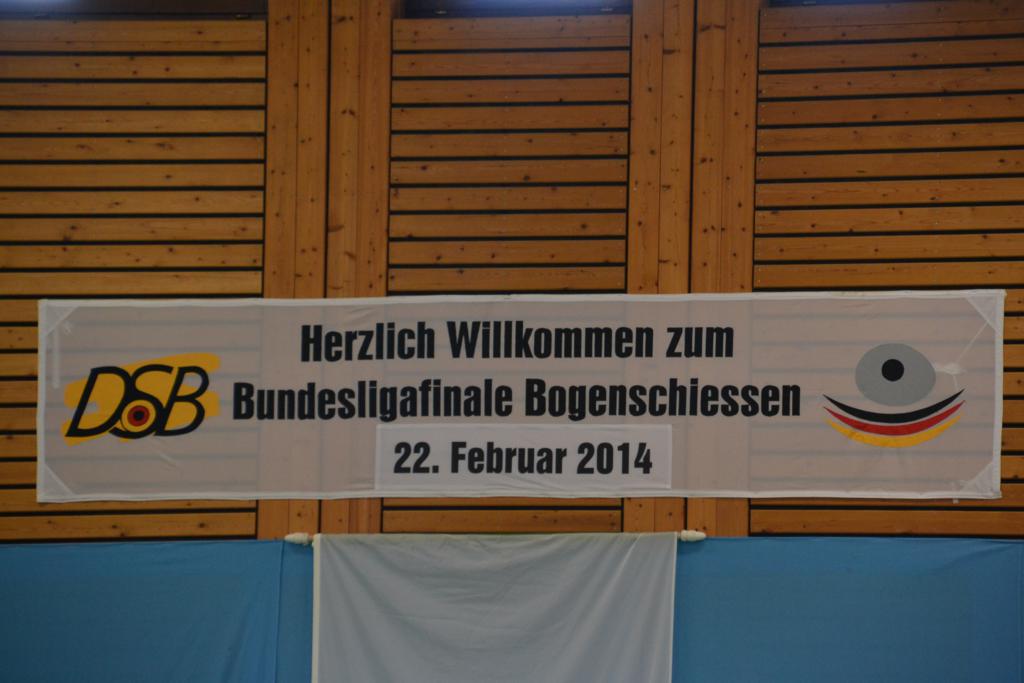 DSB
Herzlich Willkommen zum
Bundesligafinale Bogenschiessen
22. Februar 2014